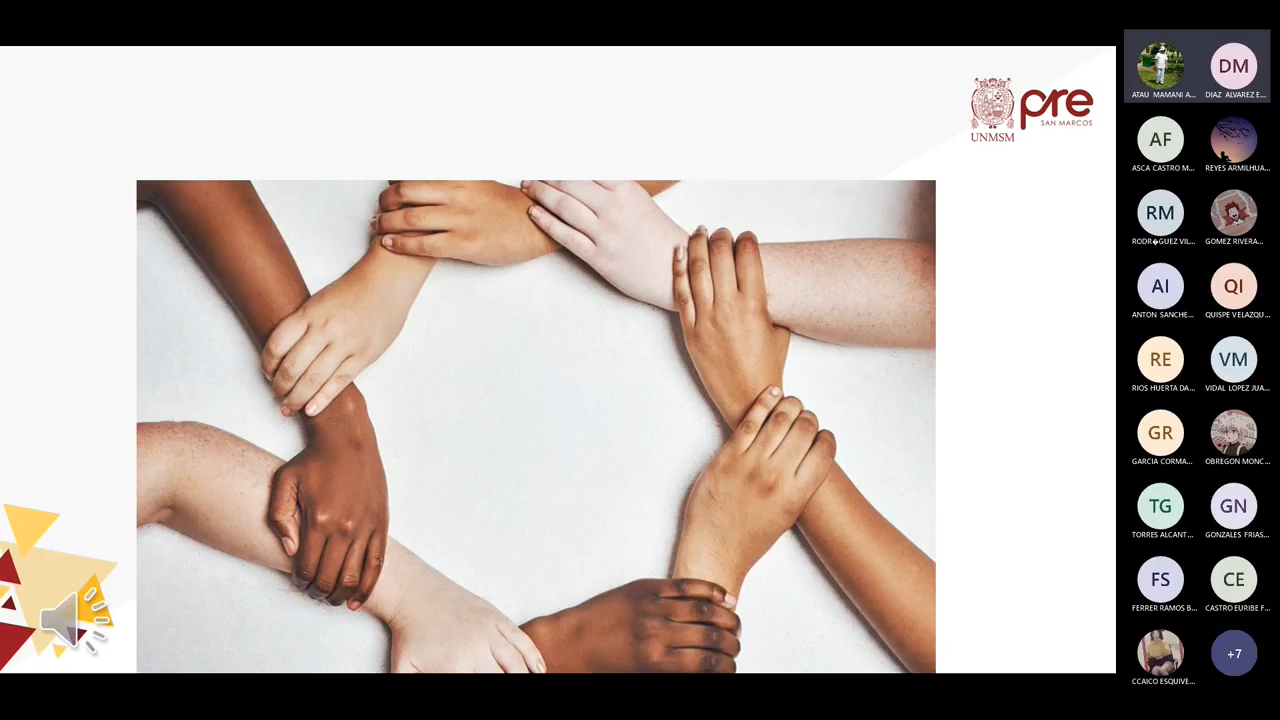 pre
SAN MARCOS
UNMSM
ATAU MAMANI A...
DM
DIAZ ALVAREZ E...
AF
ASCA CASTRO M...
REYES ARMILHUA...
RM
RODR�GUEZ VIL...
GOMEZ RIVERA...
AI
ANTON SANCHE...
QI
QUISPE VELAZQU...
RE
RIOS HUERTA DA...
VM
VIDAL LOPEZ JUA...
GR
GARCIA CORMA...
OBREGON MONC...
TG
TORRES ALCANT...
GN
GONZALES FRIAS...
FS
FERRER RAMOS B...
CE
CASTRO EURIBE F...
CCAICO ESQUIVE...
+7